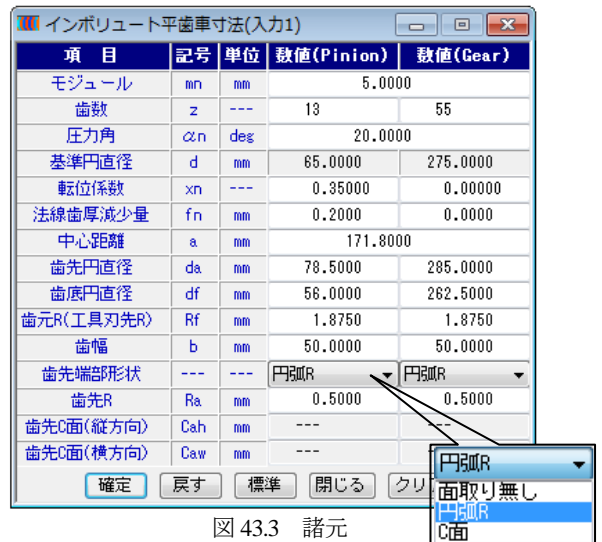 インボリュート平歯車寸法(入力1)
項 目 記号 単位 数値(Pinion) 数値(Gear)
モジュール mn mm 5.0000
歯数 z --- 13 55
圧力角 αn deg 20.0000
基準円直径 d mm 65.0000 275.0000
転位係数 xn --- 0.35000 0.00000
法線歯厚減少量 fn mm 0.2000 0.0000
中心距離 a mm 171.8000
歯先円直径 da mm 78.5000 285.0000
歯底円直径 df mm 56.0000 262.5000
歯元R(工具刃先R) Rf mm 1.8750 1.8750
歯幅 b mm 50.0000 50.0000
歯先端部形状 --- --- 円弧R 円弧R
歯先R Ra mm 0.5000 0.5000
歯先C面(縦方向) Cah mm --- ---
歯先C面(横方向) Caw mm ---
確定 戻す 標準 閉じる クリ
円弧R
面取り無し
円弧R
C面
図 43.3 諸元